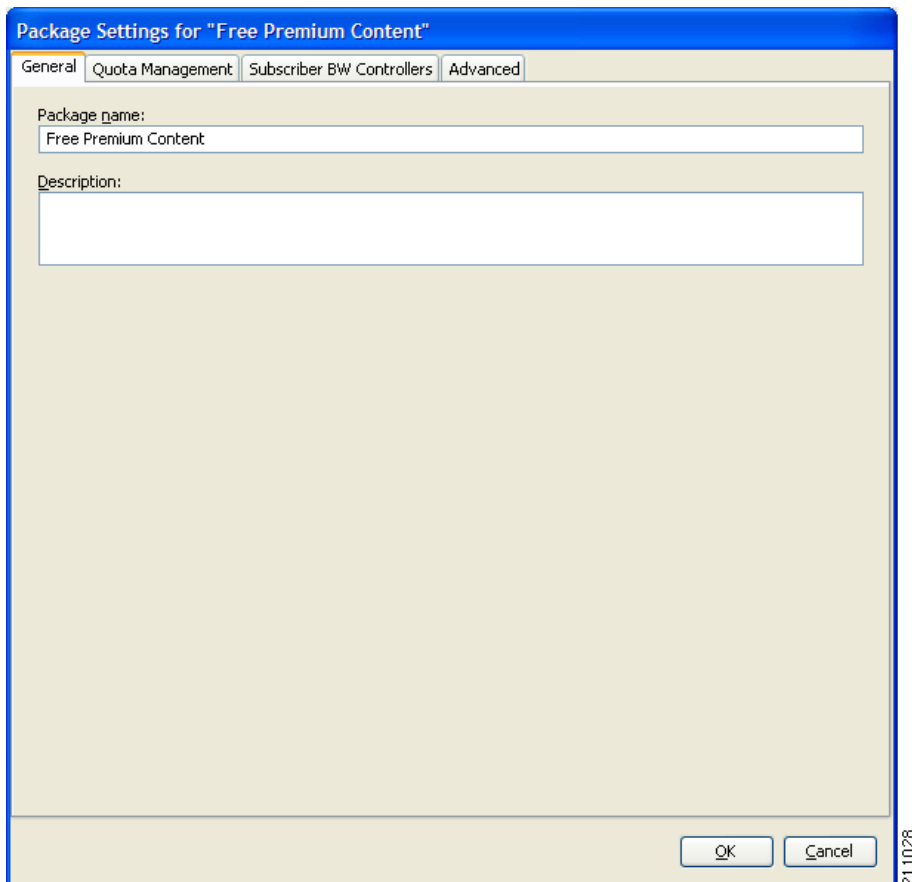 Package Settings for "Free Premium Content"
General Quota Management Subscriber BW Controllers Advanced
Package name:
Free Premium Content
Description:
OK Cancel
211028